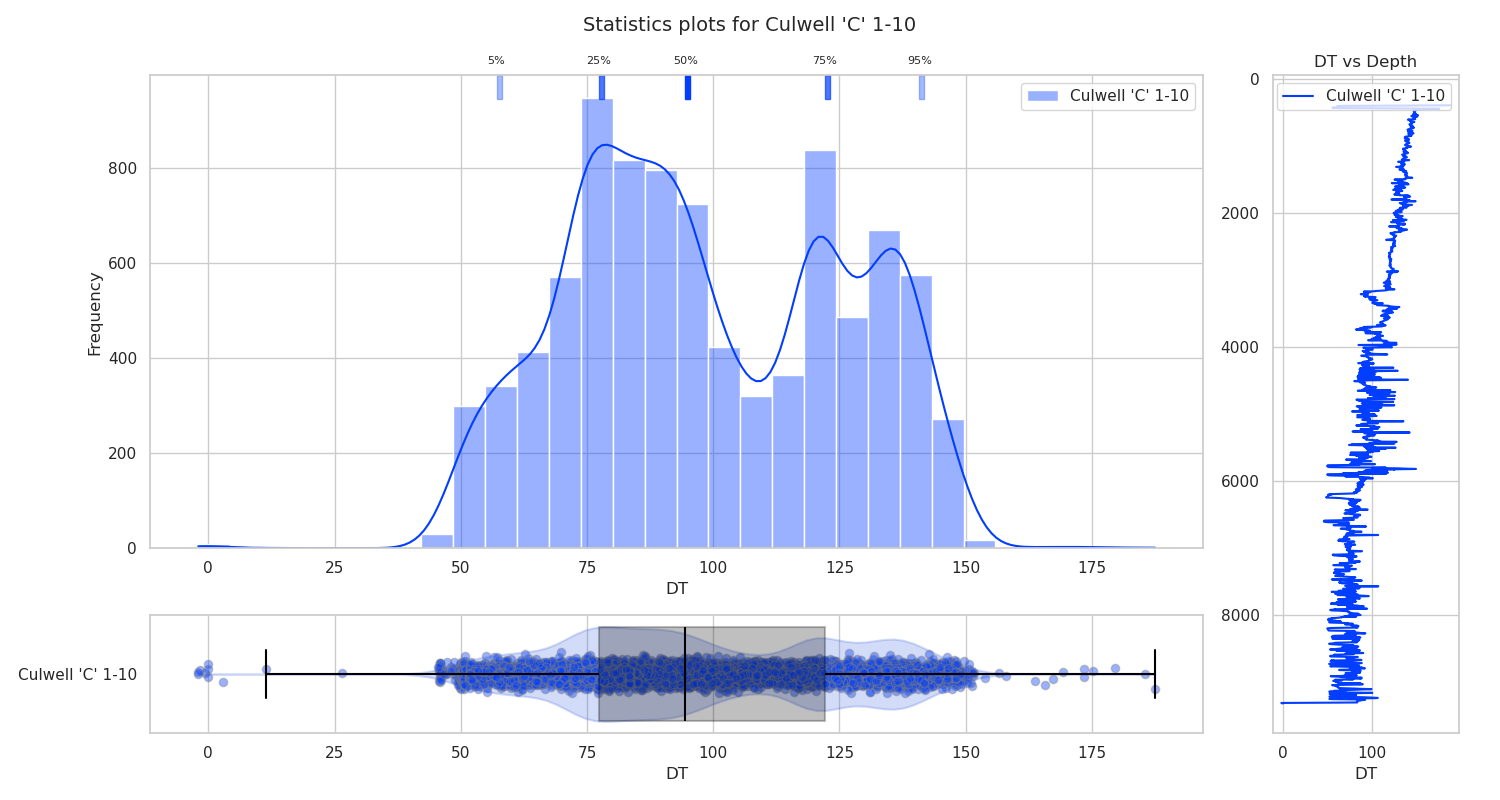 Statistics plots for Culwell 'C' 1-10
5% 25% 50% 75% 95%
Culwell 'C' 1-10
Frequency
800
600
400
200
0
0 25 50 75 100 125 150 175
DT
Culwell 'C' 1-10
0 25 50 75 100 125 150 175
DT
DT vs Depth
Culwell 'C' 1-10
0
2000
4000
6000
8000
0 100
DT